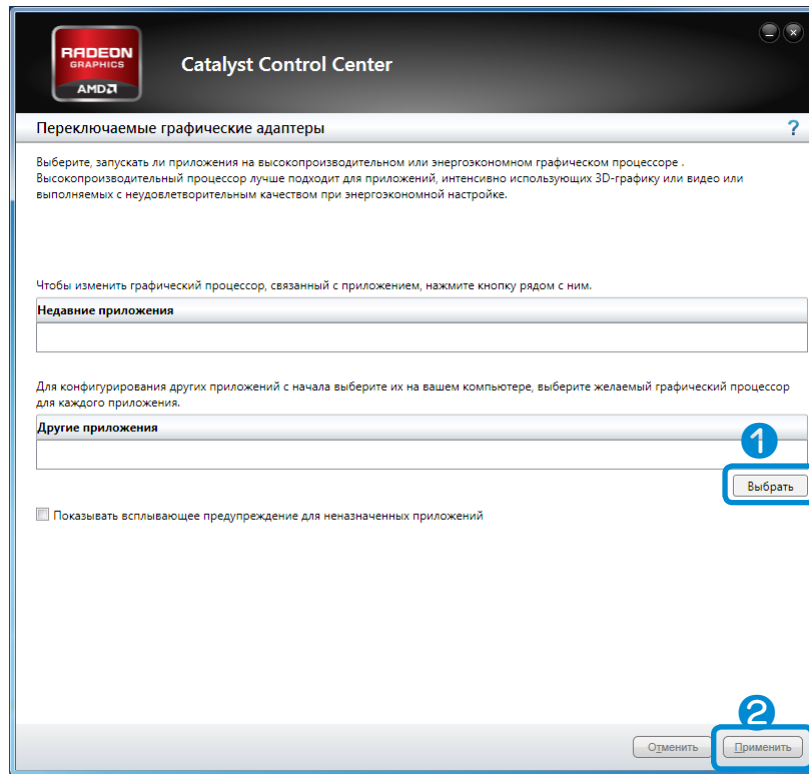 RADEON
GRAPHICS
AMD
Catalyst Control Center
Переключаемые графические адаптеры
?
Выберите, запускать ли приложения на высокопроизводительном или энергоэкономном графическом процессоре .
Высокопроизводительный процессор лучше подходит для приложений, интенсивно использующих 3D-графику или видео или
выполняемых с неудовлетворительным качеством при энергоэкономной настройке.
Чтобы изменить графический процессор, связанный с приложением, нажмите кнопку рядом с ним.
Недавние приложения
Для конфигурирования других приложений с начала выберите их на вашем компьютере, выберите желаемый графический процессор
для каждого приложения.
Другие приложения
1
Выбрать
Показывать всплывающее предупреждение для неназначенных приложений
2
Отменить
Применить